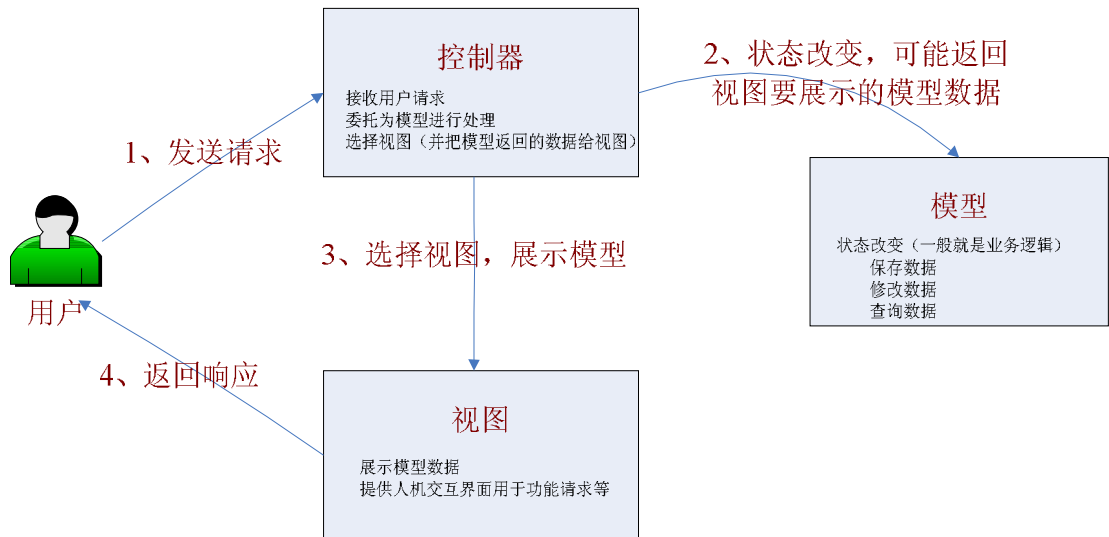 控制器
接收用户请求
委托为模型进行处理
选择视图（并把模型返回的数据给视图）
2、状态改变，可能返回
视图要展示的模型数据
1、发送请求
模型
状态改变（一般就是业务逻辑）
保存数据
修改数据
查询数据
3、选择视图，展示模型
用户
4、返回响应
视图
展示模型数据
提供人机交互界面用于功能请求等